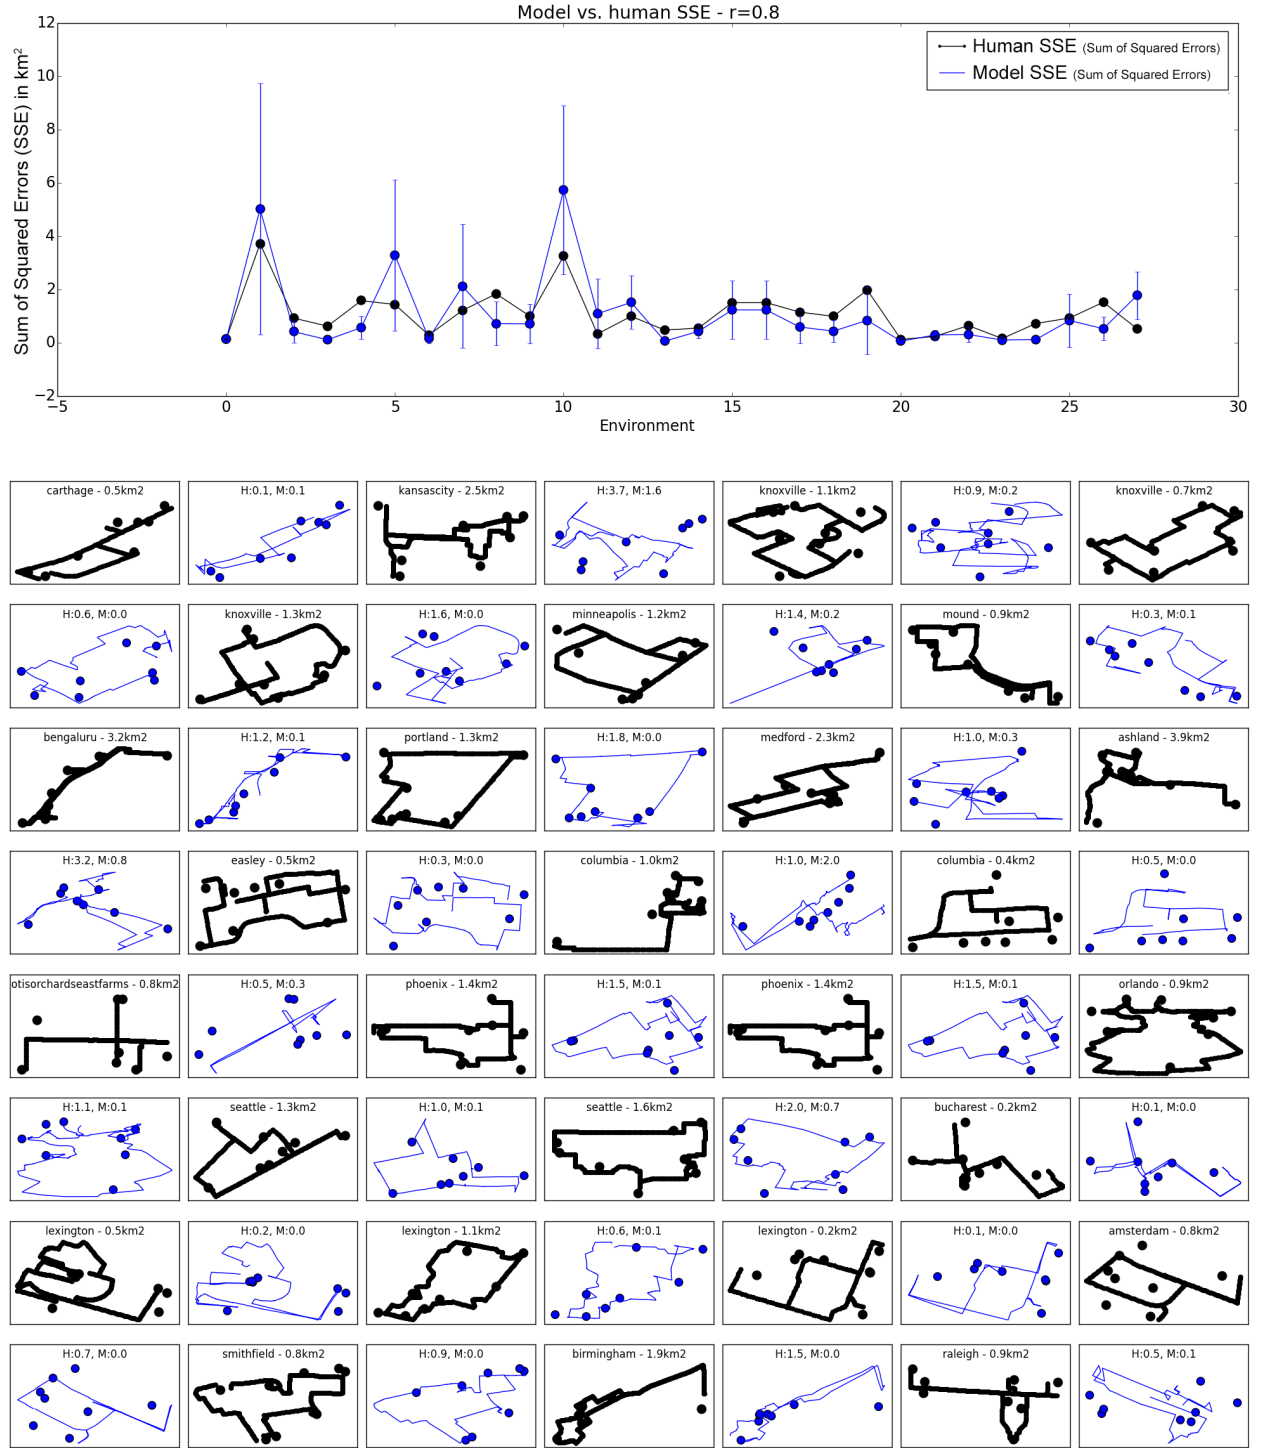 Model vs. human SSE - r=0.8
Human SSE (Sum of Squared Errors)
Model SSE (Sum of Squared Errors)
Sum of Squared Errors (SSE) in km²
12
10
8
6
4
2
0
−2
−5 0 5 10 15 20 25 30
Environment
carthage - 0.5km2 H:0.1, M:0.1 kansascity - 2.5km2 H:3.7, M:1.6 knoxville - 1.1km2 H:0.9, M:0.2 knoxville - 0.7km2
H:0.6, M:0.0 knoxville - 1.3km2 H:1.6, M:0.0 minneapolis - 1.2km2 H:1.4, M:0.2 mound - 0.9km2 H:0.3, M:0.1
bengaluru - 3.2km2 H:1.2, M:0.1 portland - 1.3km2 H:1.8, M:0.0 medford - 2.3km2 H:1.0, M:0.3 ashland - 3.9km2
H:3.2, M:0.8 easley - 0.5km2 H:0.3, M:0.0 columbia - 1.0km2 H:1.0, M:2.0 columbia - 0.4km2 H:0.5, M:0.0
otisorchardseastfarms - 0.8km2 H:0.5, M:0.3 phoenix - 1.4km2 H:1.5, M:0.1 phoenix - 1.4km2 H:1.5, M:0.1 orlando - 0.9km2
H:1.1, M:0.1 seattle - 1.3km2 H:1.0, M:0.1 seattle - 1.6km2 H:2.0, M:0.7 bucharest - 0.2km2 H:0.1, M:0.0
lexington - 0.5km2 H:0.2, M:0.0 lexington - 1.1km2 H:0.6, M:0.1 lexington - 0.2km2 H:0.1, M:0.0 amsterdam - 0.8km2
H:0.7, M:0.0 smithfield - 0.8km2 H:0.9, M:0.0 birmingham - 1.9km2 H:1.5, M:0.0 raleigh - 0.9km2 H:0.5, M:0.1